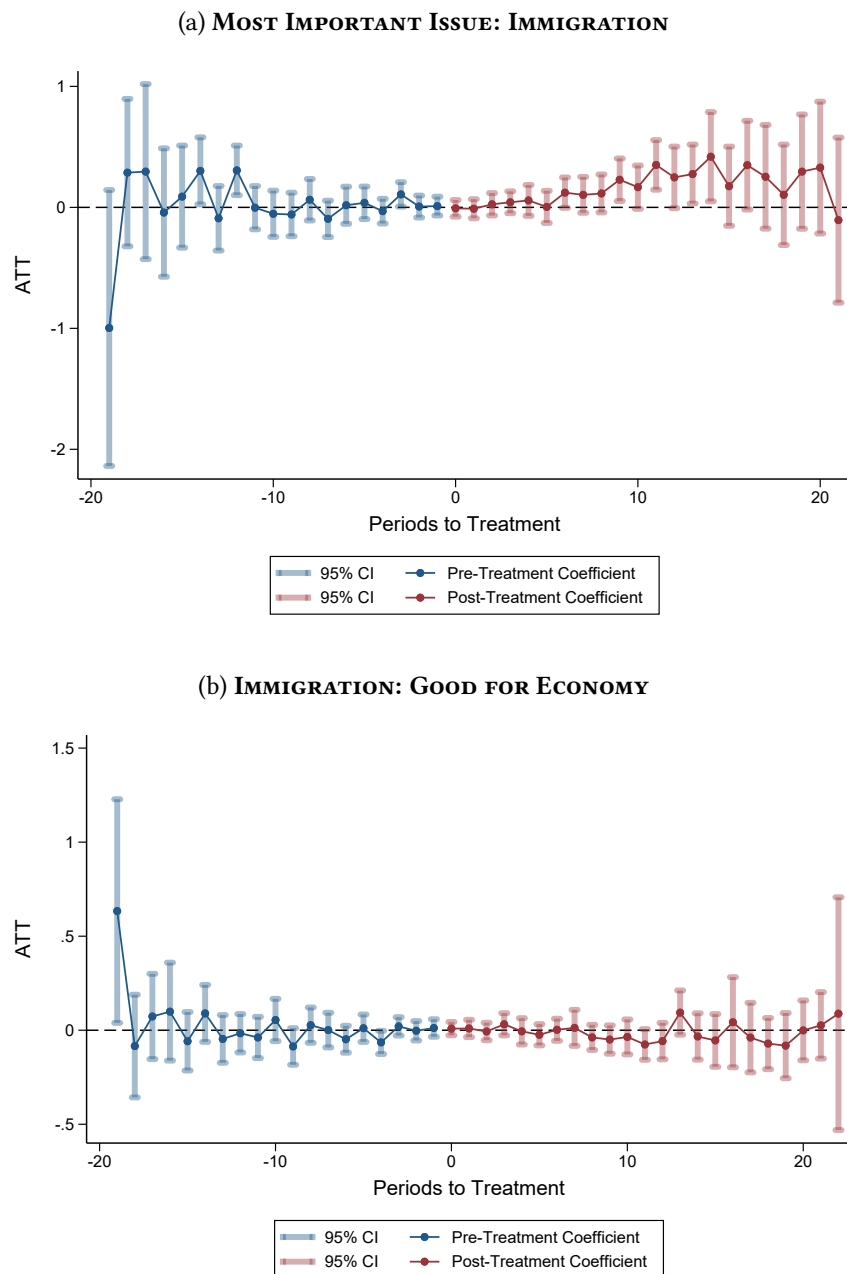 (a) Most Important Issue: Immigration
1
0
-1
-2
ATT
-20
-10
0
10
20
Periods to Treatment
95% CI
Pre-Treatment Coefficient
95% CI
Post-Treatment Coefficient
(b) Immigration: Good for Economy
1.5
1
.5
0
-.5
ATT
-20
-10
0
10
20
Periods to Treatment
95% CI
Pre-Treatment Coefficient
95% CI
Post-Treatment Coefficient